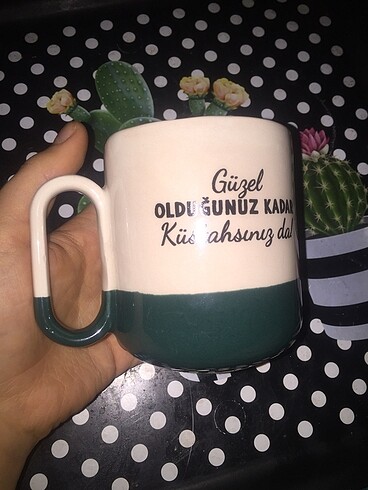 Güzel
OLDUĞUNUZ KADAR
Küstahsınız da!